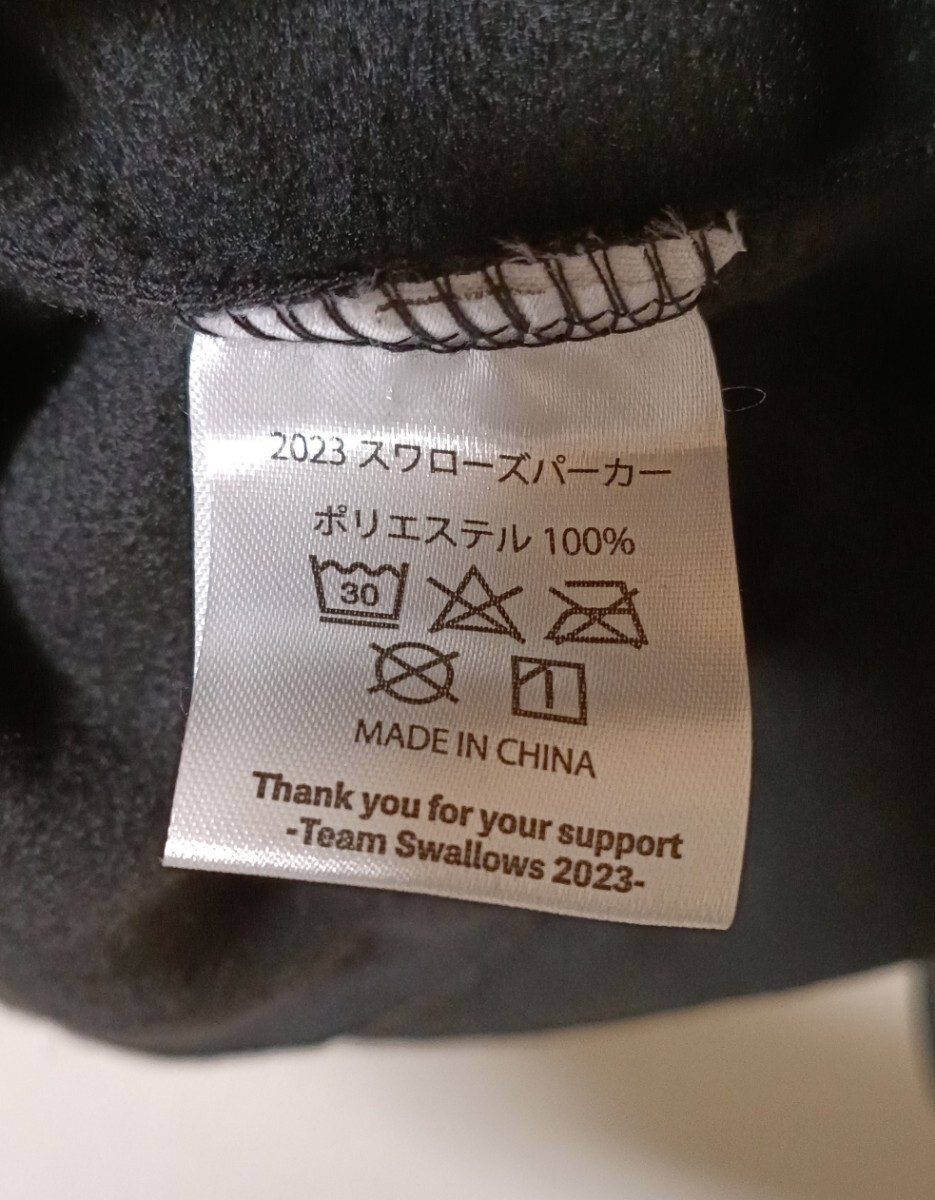 2023 スワローズパーカー
ポリエステル 100%
30
MADE IN CHINA
Thank you for your support
-Team Swallows 2023-